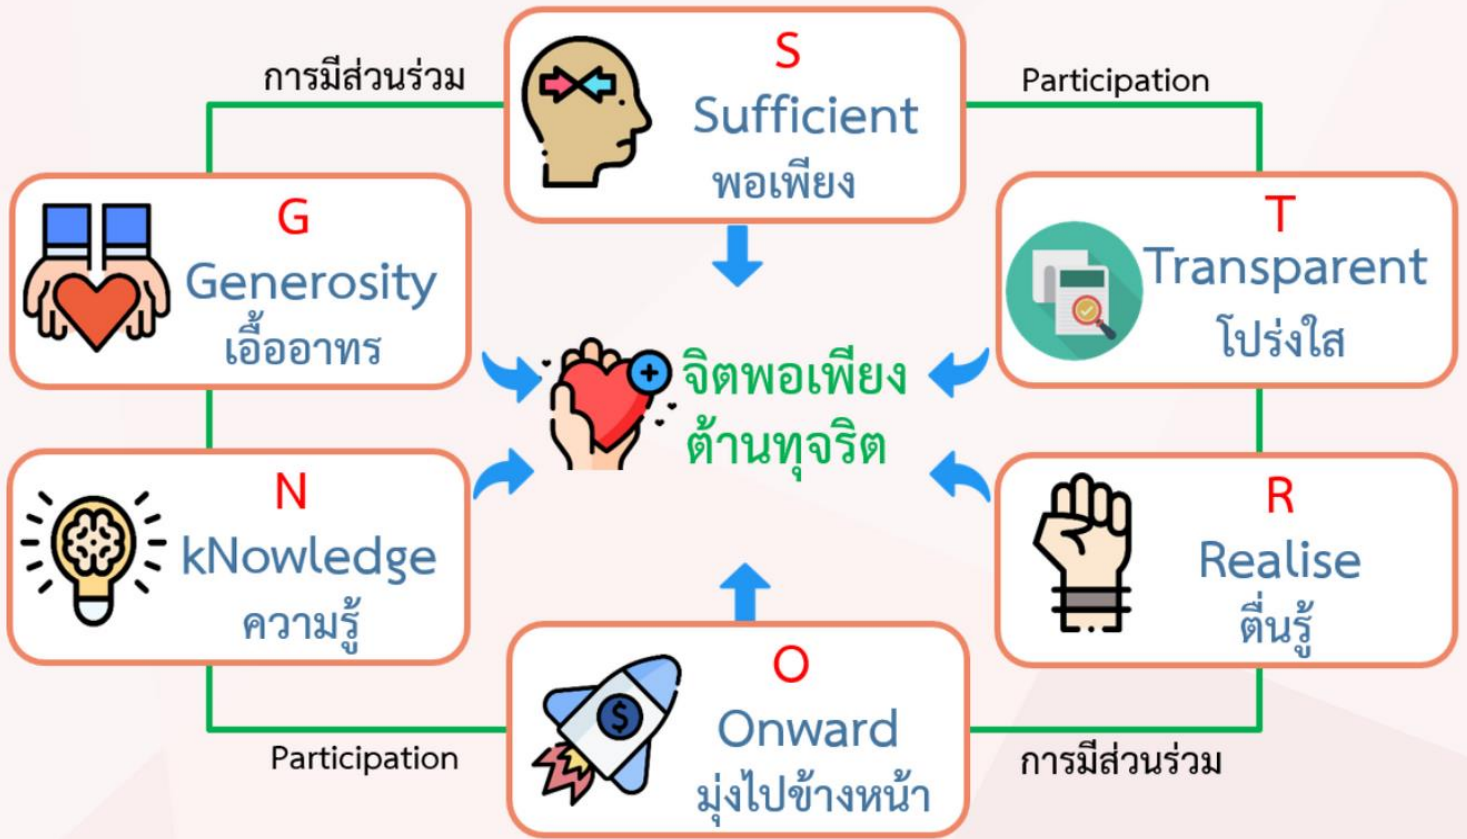 การมีส่วนร่วม
S
Sufficient
พอเพียง
Participation
G
Generosity
เอื้ออาทร
T
Transparent
โปร่งใส
จิตพอเพียง
ต้านทุจริต
N
kNowledge
ความรู้
R
Realise
ตื่นรู้
O
Onward
มุ่งไปข้างหน้า
Participation
การมีส่วนร่วม
$